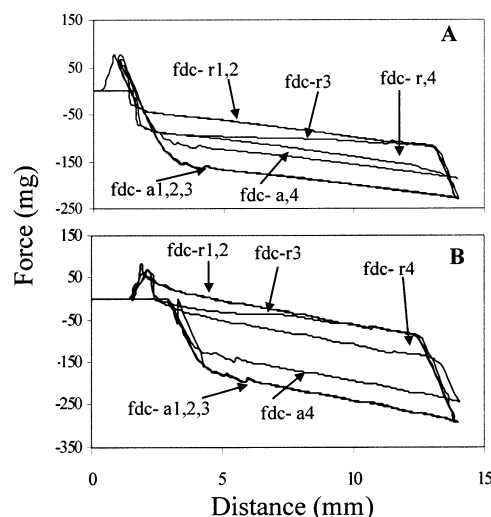 150
A
fdc- r1,2
fdc-r3
fdc- r,4
50
-50
-150
fdc- a1,2,3
fdc- a,4
-250
Force (mg)
150
fdc-r1,2
fdc-r3
B
fdc- r4
50
-50
-150
-250
fdc- a1,2,3
fdc- a4
-350
0
5
10
15
Distance (mm)